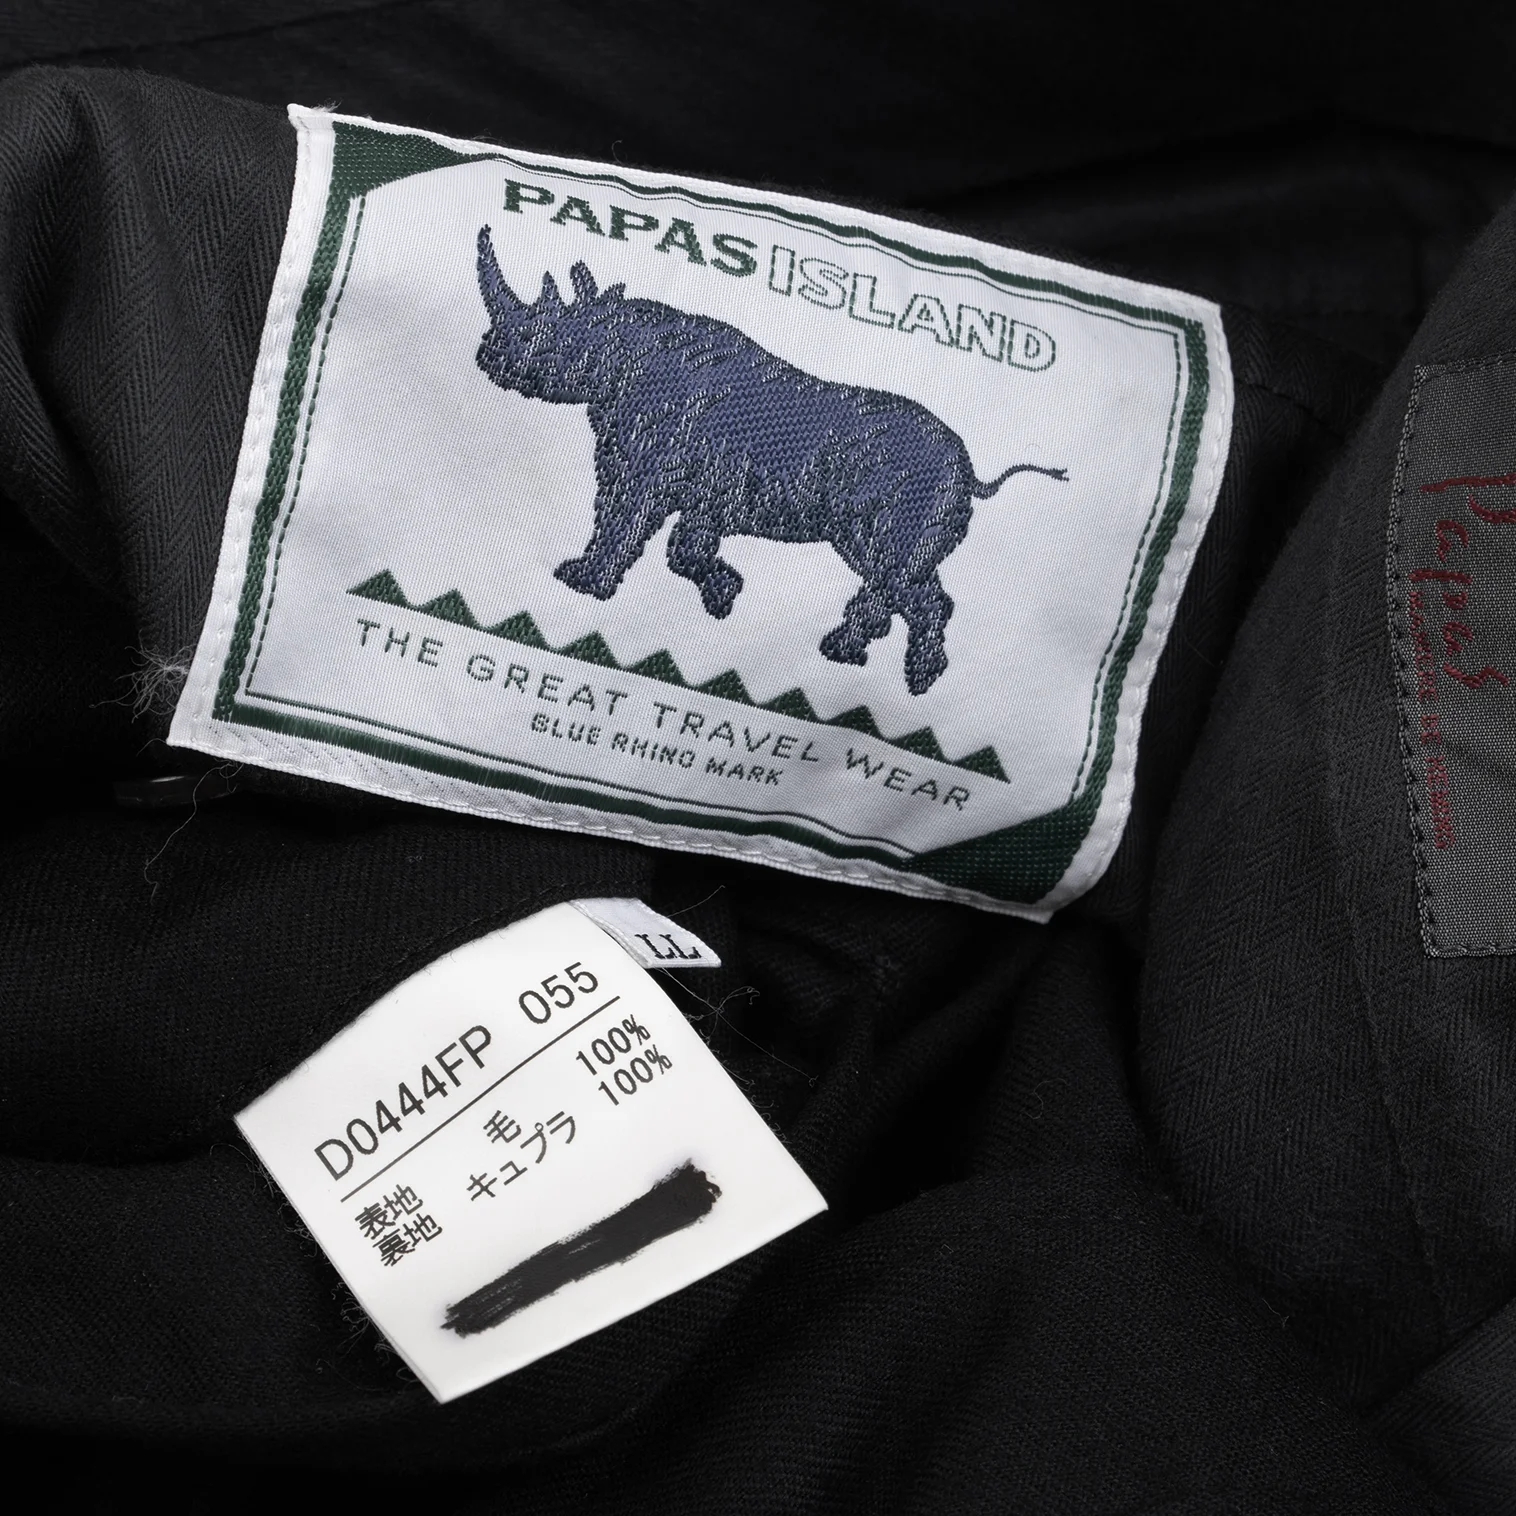 PAPAS ISLAND
THE GREAT TRAVEL WEAR
BLUE RHINO MARK
LL
D0444FP 055
表地 毛 100%
裏地 キュプラ 100%
Papas